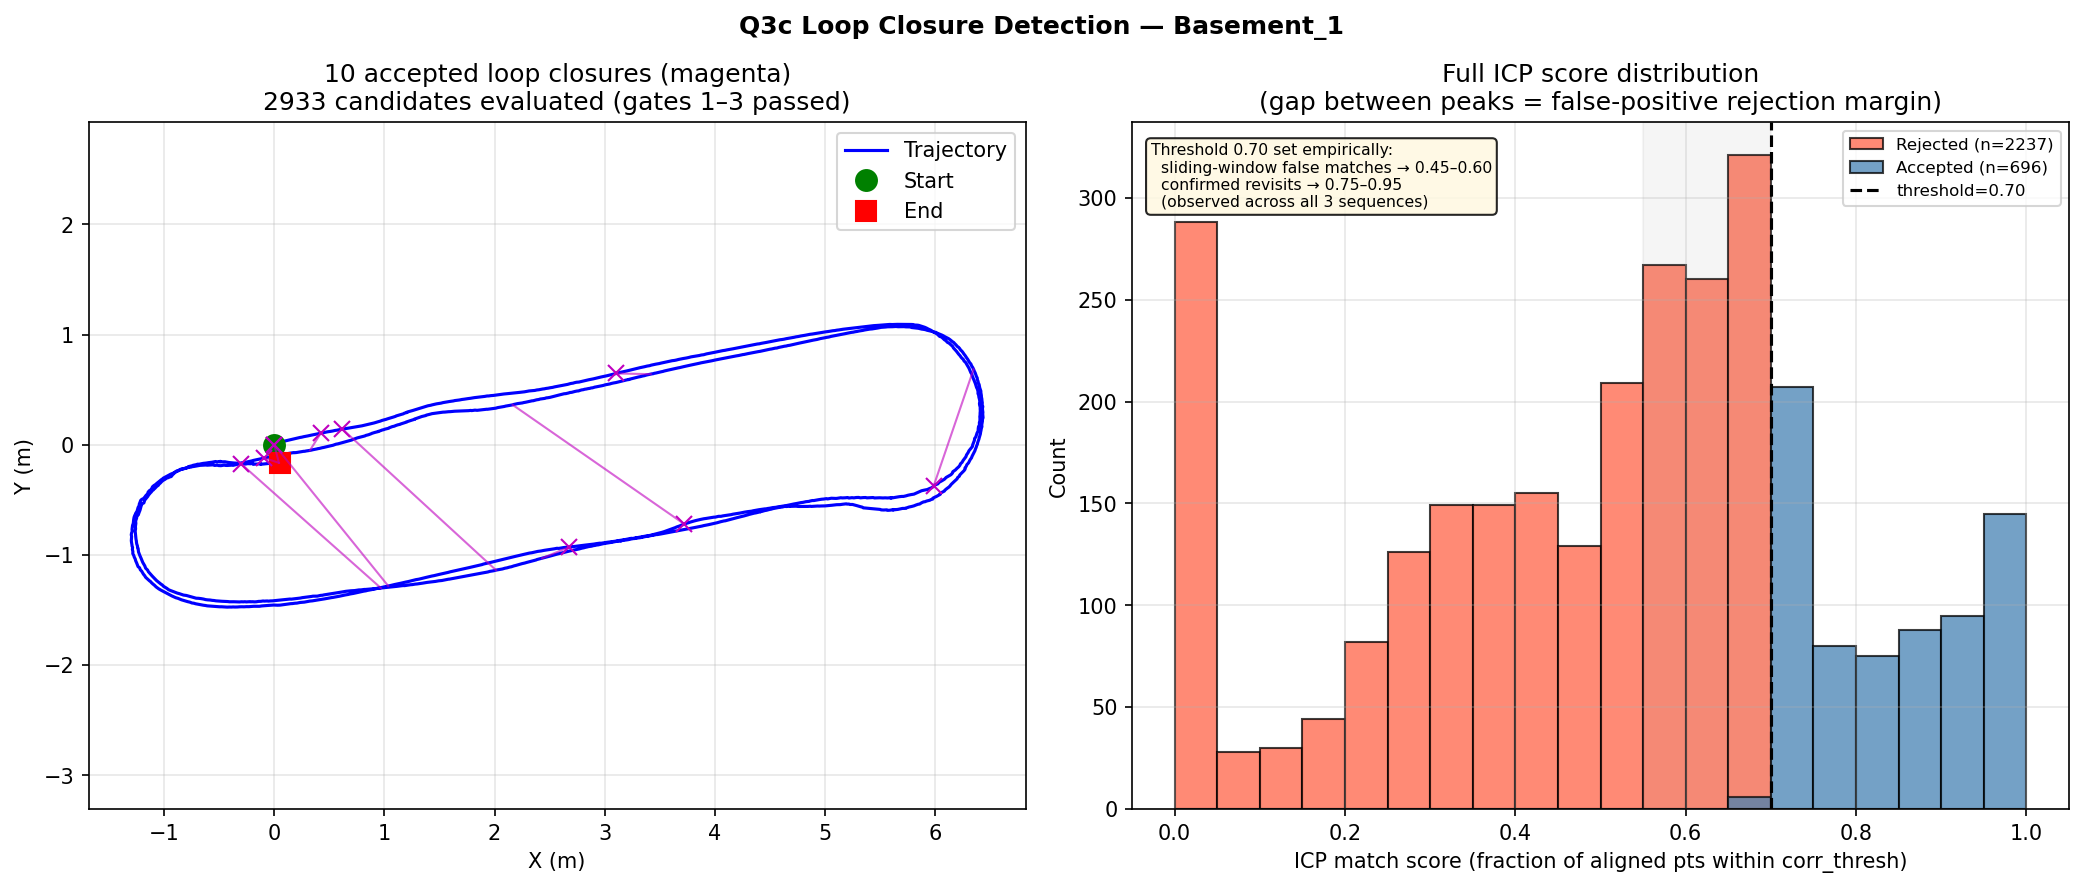 Q3c Loop Closure Detection — Basement_1
10 accepted loop closures (magenta)
2933 candidates evaluated (gates 1–3 passed)
Trajectory
Start
End
2
1
0
−1
−2
−3
Y (m)
−1
0
1
2
3
4
5
6
X (m)
Full ICP score distribution
(gap between peaks = false-positive rejection margin)
Threshold 0.70 set empirically:
sliding-window false matches → 0.45–0.60
confirmed revisits → 0.75–0.95
(observed across all 3 sequences)
Rejected (n=2237)
Accepted (n=696)
threshold=0.70
300
250
200
150
100
50
0
Count
0.0
0.2
0.4
0.6
0.8
1.0
ICP match score (fraction of aligned pts within corr_thresh)